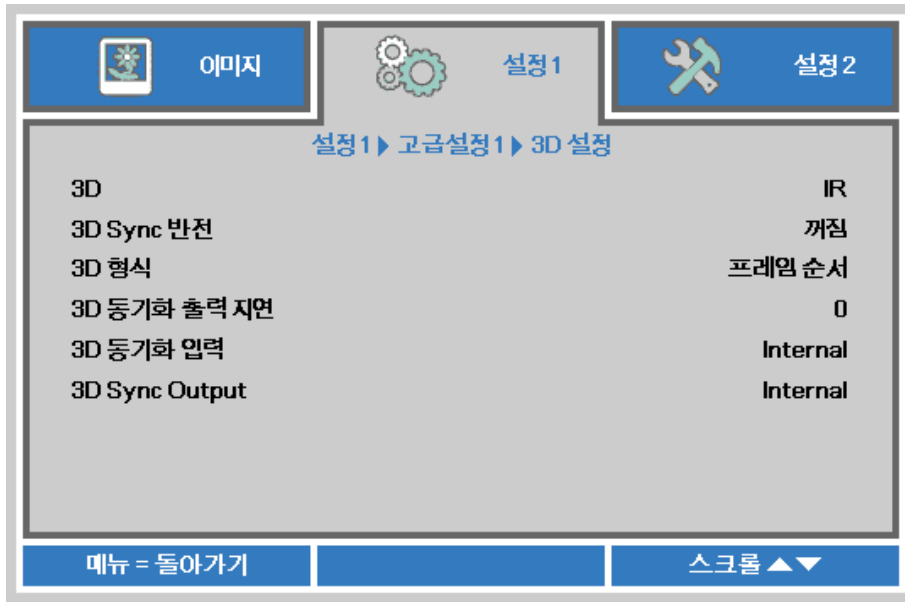 이미지
설정 1
설정 2
설정 1 ▶ 고급설정 1 ▶ 3D 설정
3D IR
3D Sync 반전 꺼짐
3D 형식 프레임 순서
3D 동기화 출력 지연 0
3D 동기화 입력 Internal
3D Sync Output Internal
메뉴 = 돌아가기
스크롤 ▲▼